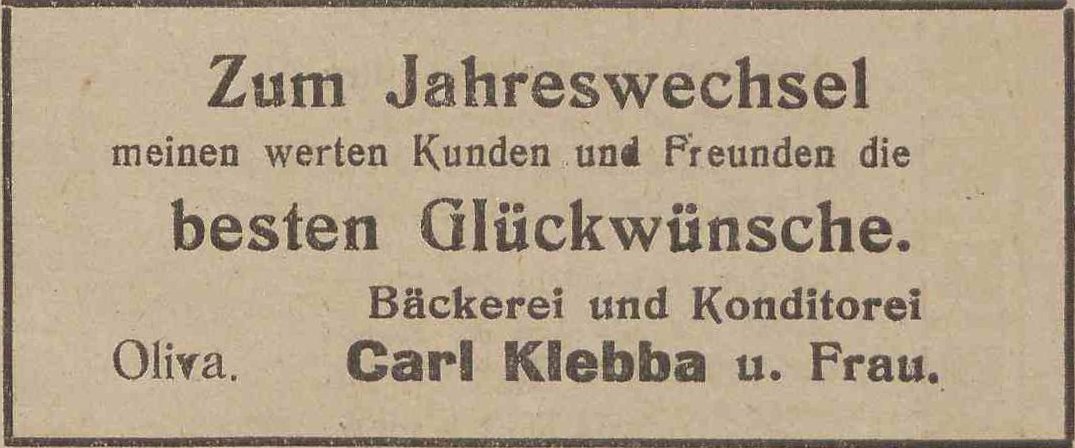 Zum Jahreswechsel
meinen werten Kunden und Freunden die
besten Glückwünsche.
Bäckerei und Konditorei
Oliva. Carl Klebba u. Frau.